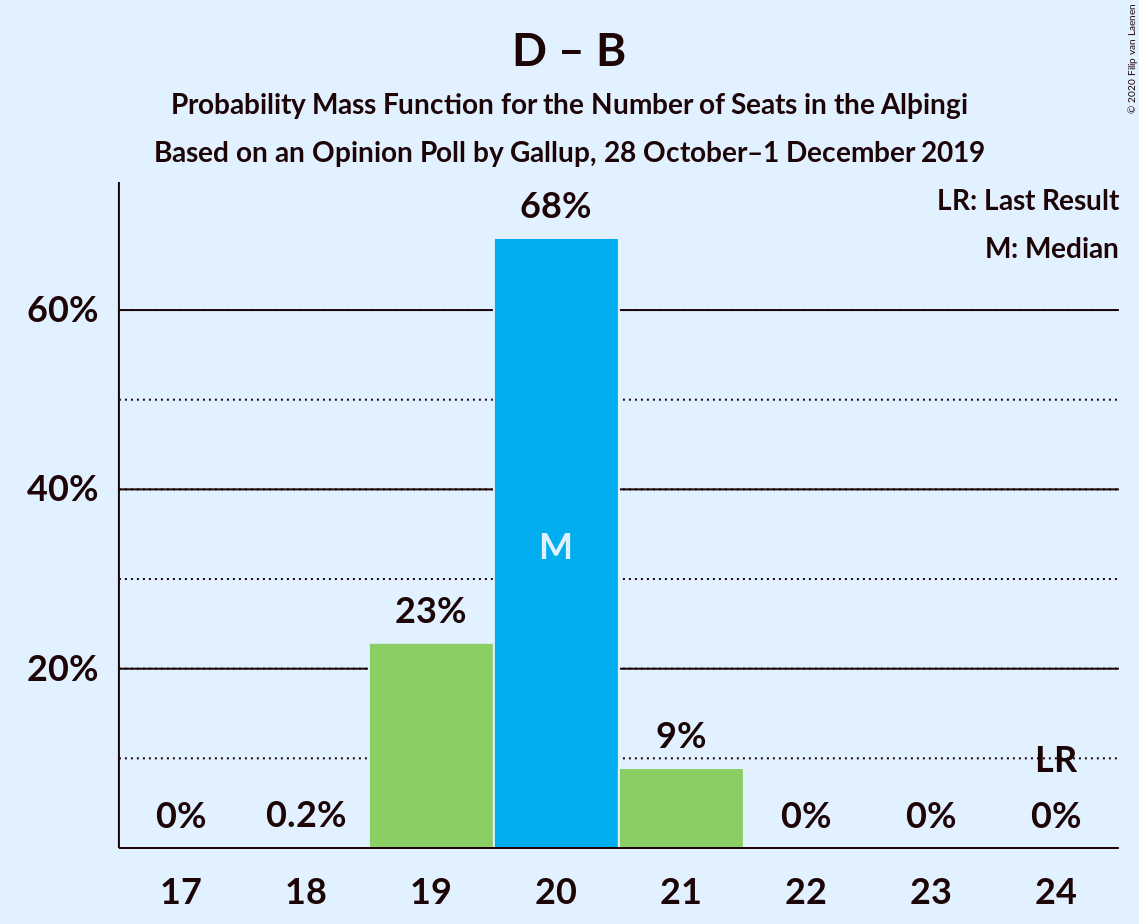 D – B
Probability Mass Function for the Number of Seats in the Alþingi
Based on an Opinion Poll by Gallup, 28 October–1 December 2019
© 2020 Filip van Laenen
LR: Last Result
M: Median
68%
60%
40%
M
23%
20%
9%
LR
0%
0.2%
0%
0%
0%
17
18
19
20
21
22
23
24